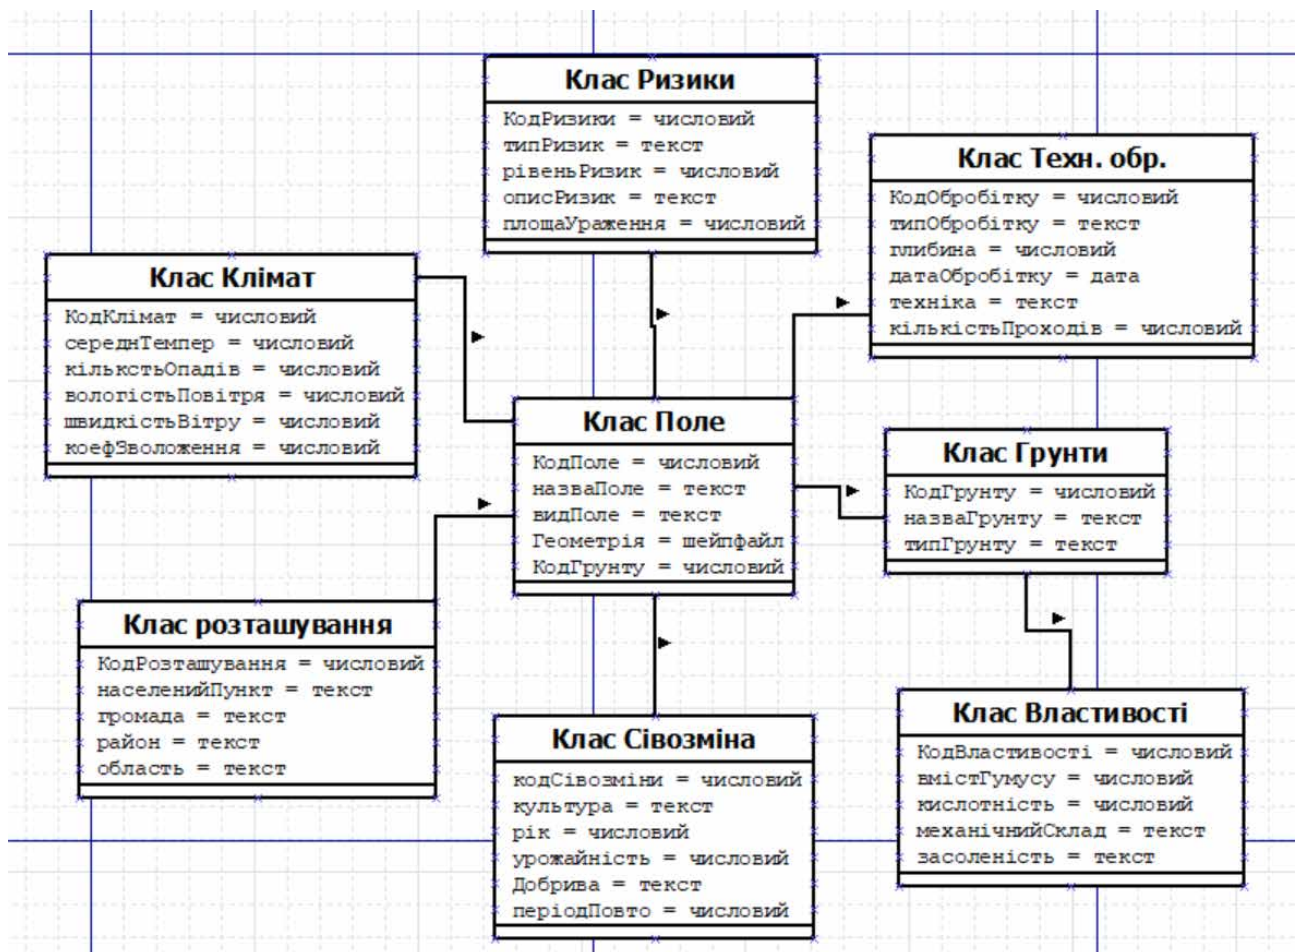 Клас Ризики
КодРизики = числовий
типРизик = текст
рівеньРизик = числовий
описРизик = текст
площаУраження = числовий
Клас Техн. обр.
КодОбробітку = числовий
типОбробітку = текст
глибина = числовий
датаОбробітку = дата
техніка = текст
кількістьПроходів = числовий
Клас Клімат
КодКлімат = числовий
середнТемпер = числовий
кількстьОпадів = числовий
вологістьПовітря = числовий
швидкістьВітру = числовий
коефЗволоження = числовий
Клас Поле
КодПоле = числовий
назваПоле = текст
видПоле = текст
Геометрія = шейпфайл
КодГрунту = числовий
Клас Грунти
КодГрунту = числовий
назваГрунту = текст
типГрунту = текст
Клас розташування
КодРозташування = числовий
населенийПункт = текст
громада = текст
район = текст
область = текст
Клас Сівозміна
кодСівозміни = числовий
культура = текст
рік = числовий
урожайність = числовий
Добрива = текст
періодПовто = числовий
Клас Властивості
КодВластивості = числовий
вмістГумусу = числовий
кислотність = числовий
механічнийСклад = текст
засоленість = текст